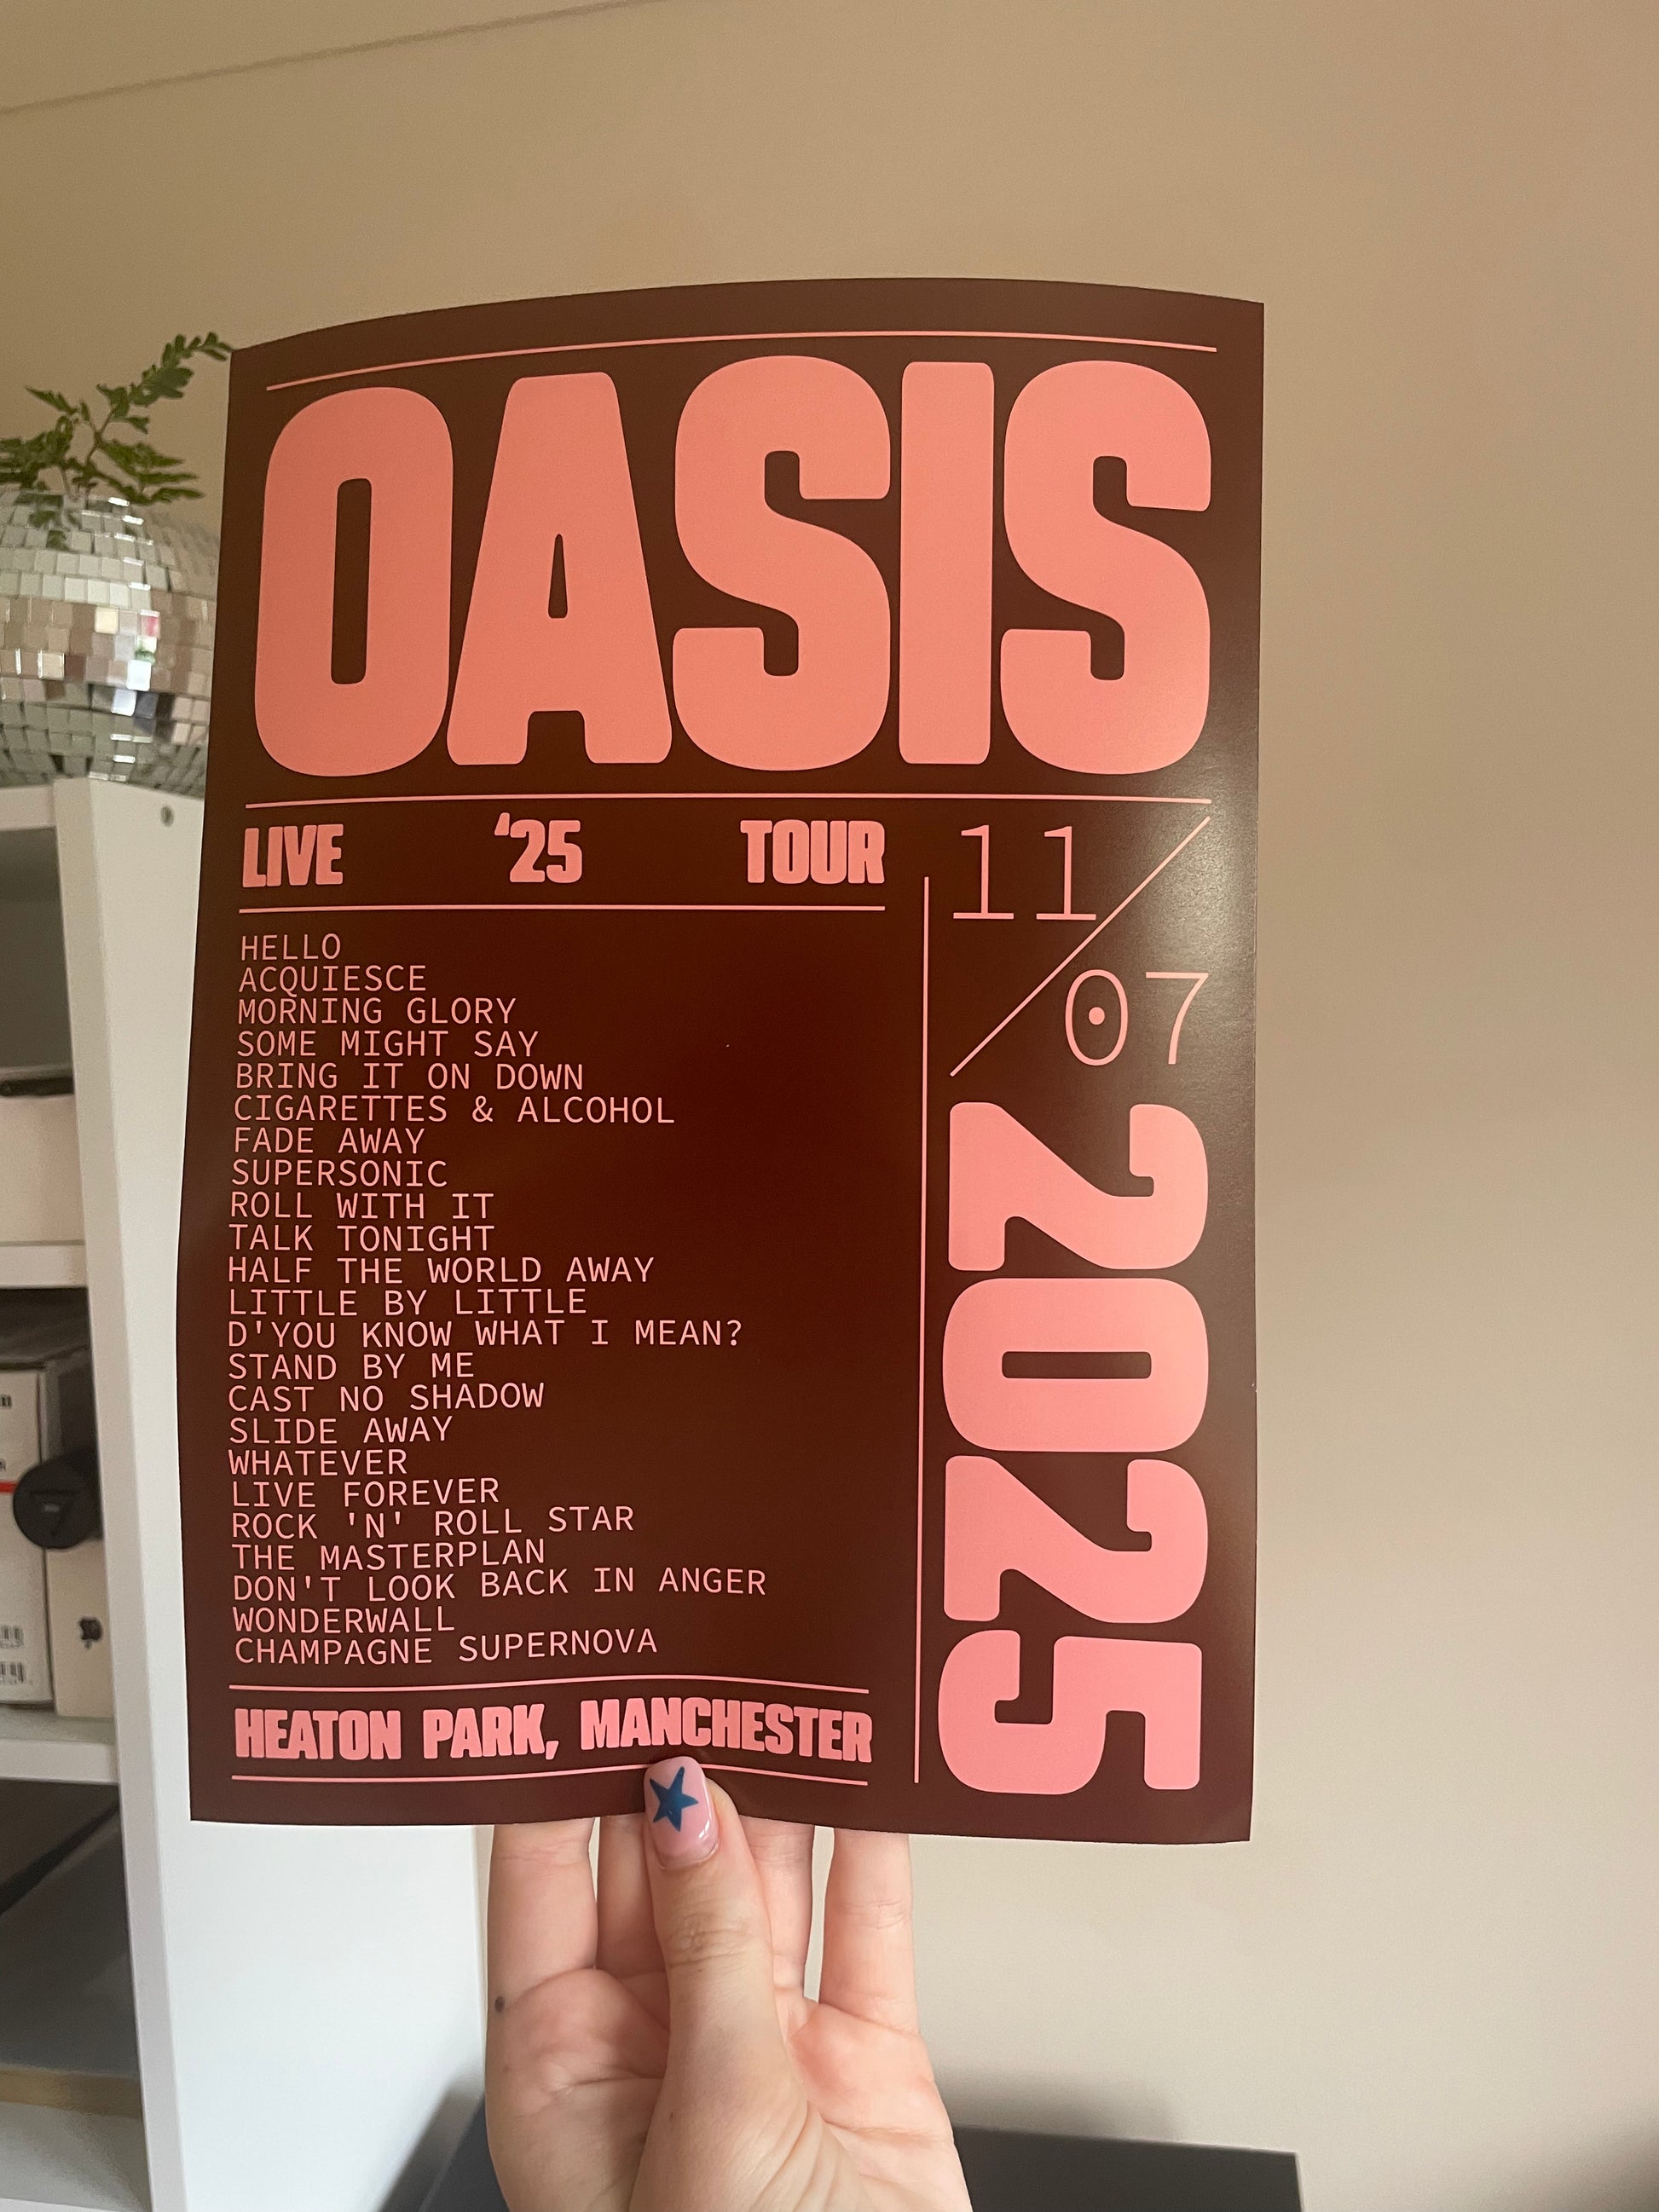 OASIS
LIVE '25 TOUR
11/07
2025
HELLO
ACQUIESCE
MORNING GLORY
SOME MIGHT SAY
BRING IT ON DOWN
CIGARETTES & ALCOHOL
FADE AWAY
SUPERSONIC
ROLL WITH IT
TALK TONIGHT
HALF THE WORLD AWAY
LITTLE BY LITTLE
D'YOU KNOW WHAT I MEAN?
STAND BY ME
CAST NO SHADOW
SLIDE AWAY
WHATEVER
LIVE FOREVER
ROCK 'N' ROLL STAR
THE MASTERPLAN
DON'T LOOK BACK IN ANGER
WONDERWALL
CHAMPAGNE SUPERNOVA
HEATON PARK, MANCHESTER